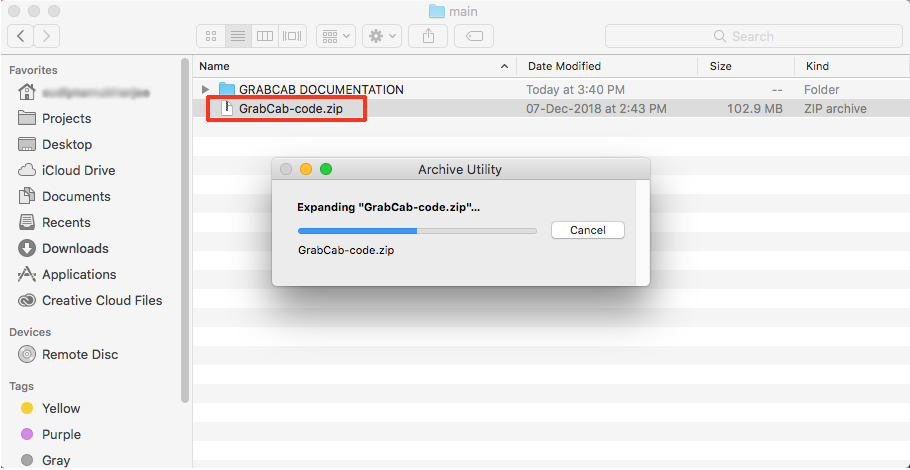 main
Search
Favorites
Name
Date Modified
Size
Kind
GRABCAB DOCUMENTATION
Today at 3:40 PM
--
Folder
GrabCab-code.zip
07-Dec-2018 at 2:43 PM
102.9 MB
ZIP archive
Projects
Desktop
iCloud Drive
Documents
Recents
Downloads
Applications
Creative Cloud Files
Devices
Remote Disc
Tags
Yellow
Purple
Gray
Archive Utility
Expanding "GrabCab-code.zip"...
Cancel
GrabCab-code.zip